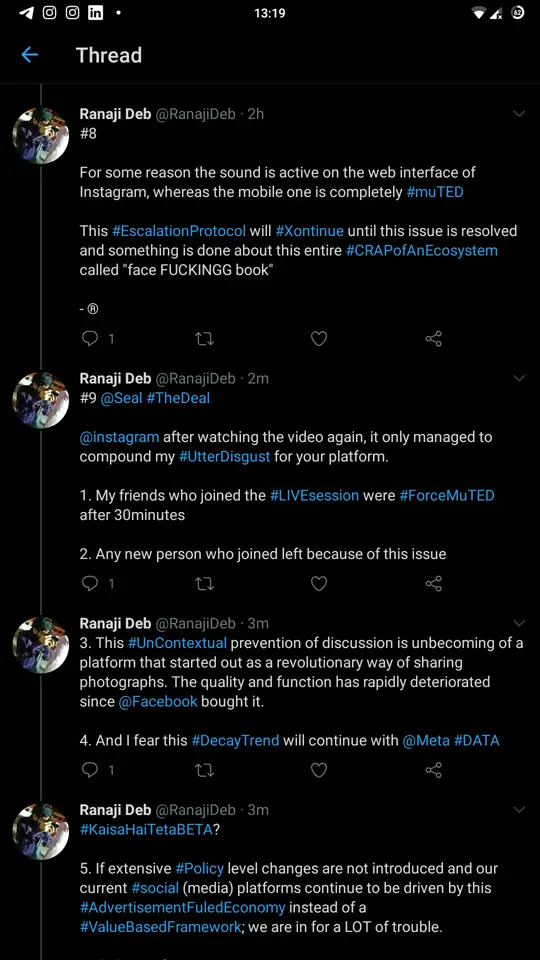 13:19
62
Thread
Ranaji Deb @RanajiDeb · 2h
#8
For some reason the sound is active on the web interface of
Instagram, whereas the mobile one is completely #muTED
This #EscalationProtocol will #Xontinue until this issue is resolved
and something is done about this entire #CRAPofAnEcosystem
called "face FUCKINGG book"
- ®
1
Ranaji Deb @RanajiDeb · 2m
#9 @Seal #TheDeal
@instagram after watching the video again, it only managed to
compound my #UtterDisgust for your platform.
1. My friends who joined the #LIVEsession were #ForceMuTED
after 30minutes
2. Any new person who joined left because of this issue
1
Ranaji Deb @RanajiDeb · 3m
3. This #UnContextual prevention of discussion is unbecoming of a
platform that started out as a revolutionary way of sharing
photographs. The quality and function has rapidly deteriorated
since @Facebook bought it.
4. And I fear this #DecayTrend will continue with @Meta #DATA
1
Ranaji Deb @RanajiDeb · 3m
#KaisaHaiTetaBETA?
5. If extensive #Policy level changes are not introduced and our
current #social (media) platforms continue to be driven by this
#AdvertisementFuledEconomy instead of a
#ValueBasedFramework; we are in for a LOT of trouble.